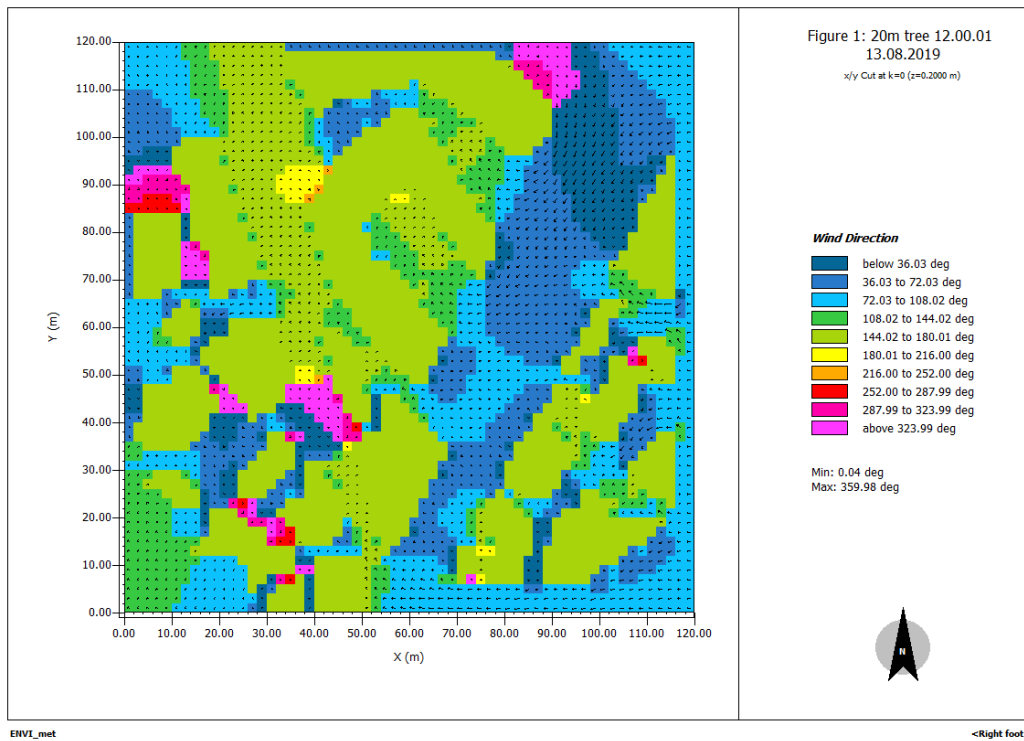 Figure 1: 20m tree 12.00.01
13.08.2019
x/y Cut at k=0 (z=0.2000 m)
120.00
110.00
100.00
90.00
80.00
70.00
60.00
50.00
40.00
30.00
20.00
10.00
0.00
Y (m)
0.00 10.00 20.00 30.00 40.00 50.00 60.00 70.00 80.00 90.00 100.00 110.00 120.00
X (m)
Wind Direction
below 36.03 deg
36.03 to 72.03 deg
72.03 to 108.02 deg
108.02 to 144.02 deg
144.02 to 180.01 deg
180.01 to 216.00 deg
216.00 to 252.00 deg
252.00 to 287.99 deg
287.99 to 323.99 deg
above 323.99 deg
Min: 0.04 deg
Max: 359.98 deg
N
ENVI_met
<Right foot